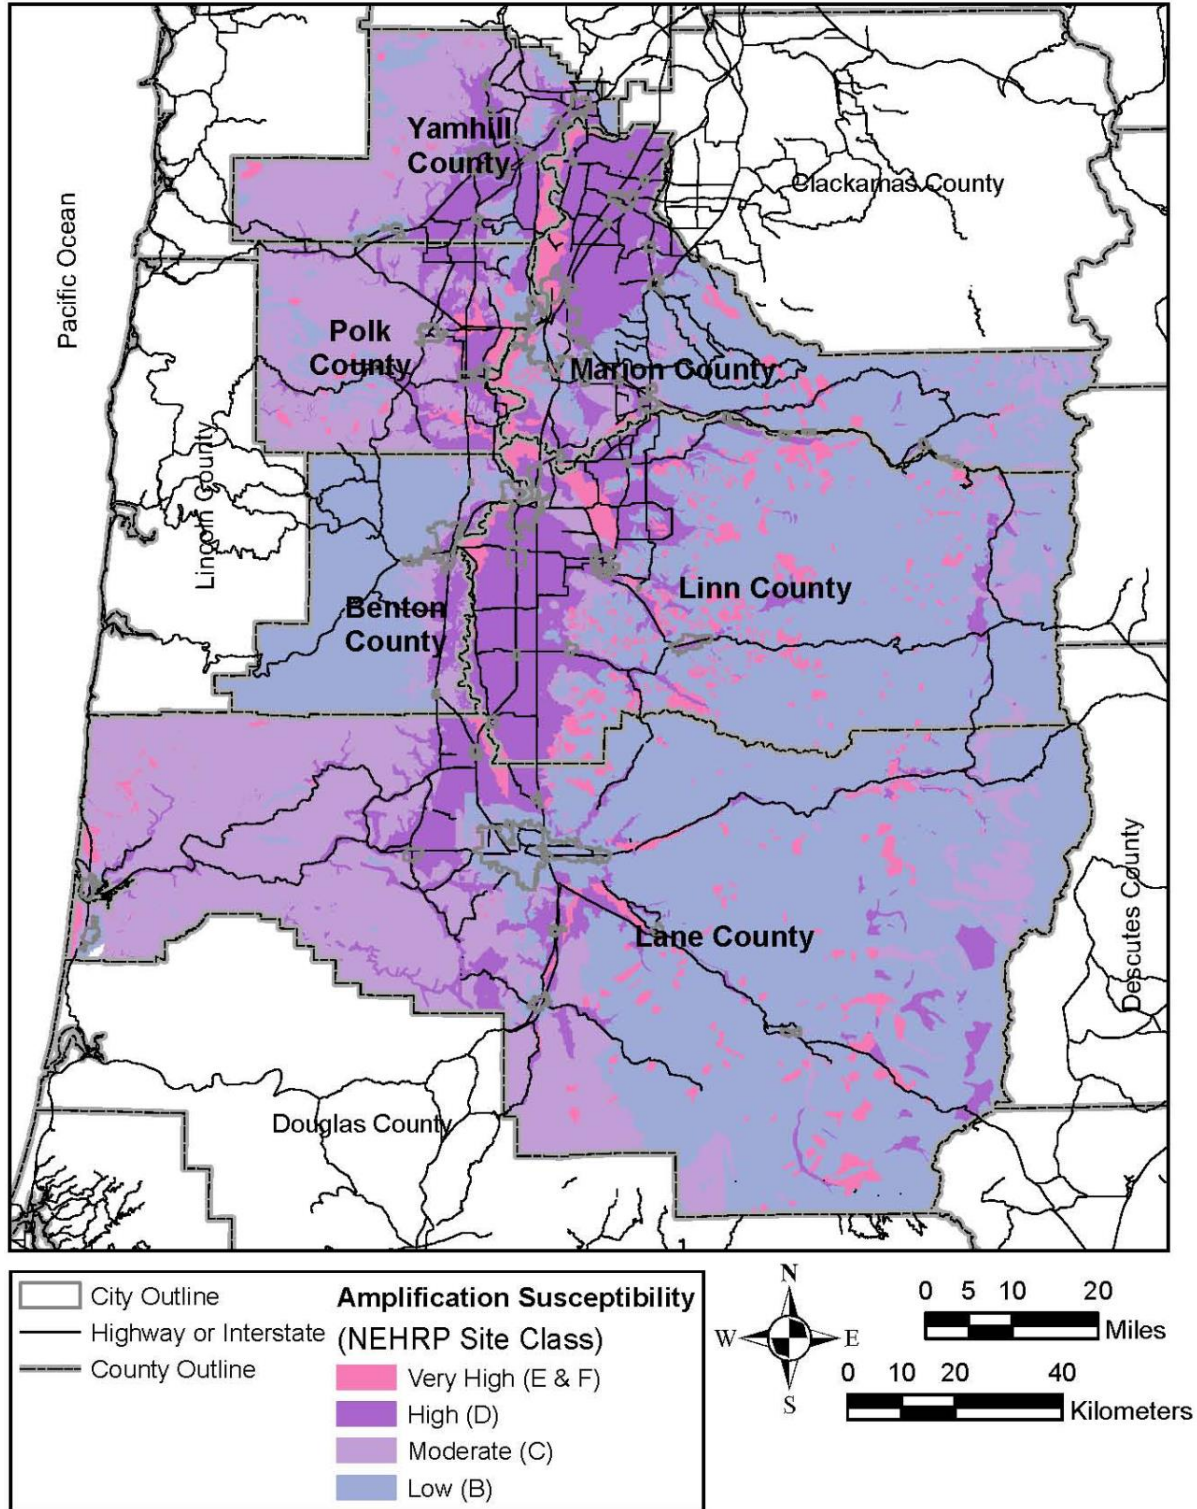 Yamhill
County
Clackamas County
Pacific Ocean
Polk
County
Marion County
Lincoln County
Linn County
Benton
County
Lane County
Descutes County
Douglas County
City Outline
Highway or Interstate
County Outline
Amplification Susceptibility
(NEHRP Site Class)
Very High (E & F)
High (D)
Moderate (C)
Low (B)
N
W E
S
0 5 10 20
Miles
0 10 20 40
Kilometers